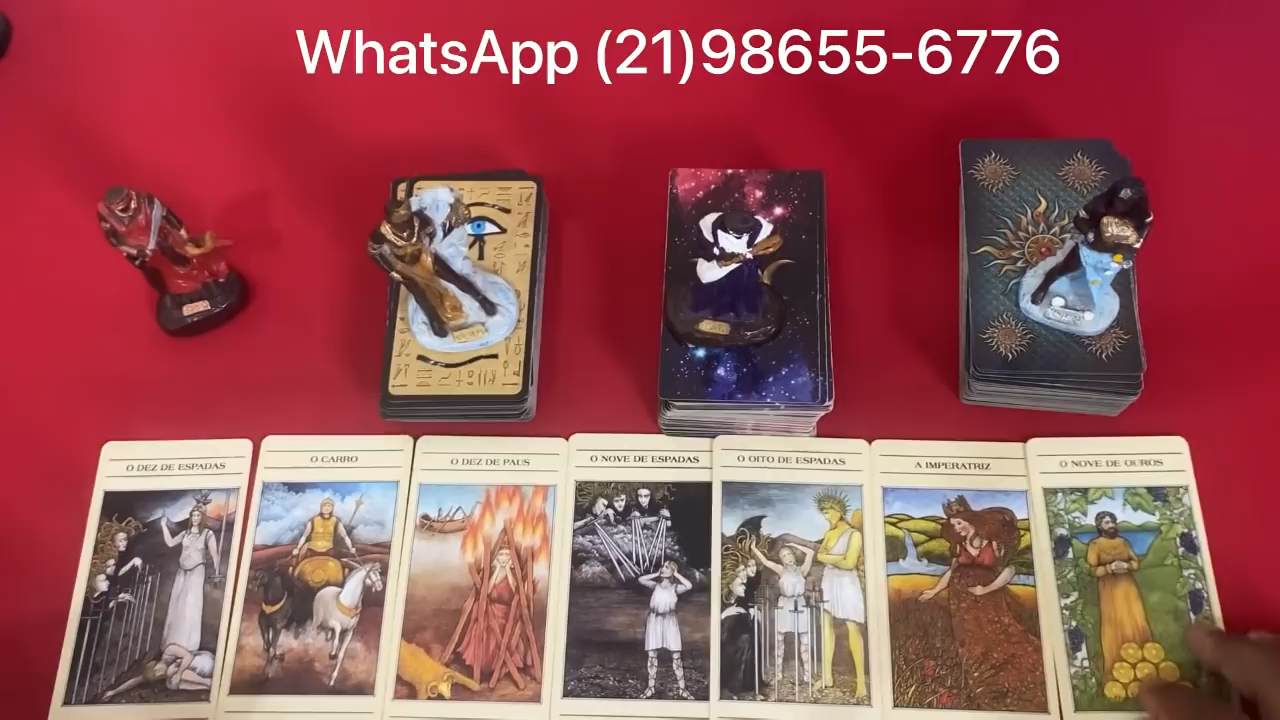 WhatsApp (21)98655-6776
O DEZ DE ESPADAS
O CARRO
O DEZ DE PAUS
O NOVE DE ESPADAS
O OITO DE ESPADAS
A IMPERATRIZ
O NOVE DE OUROS